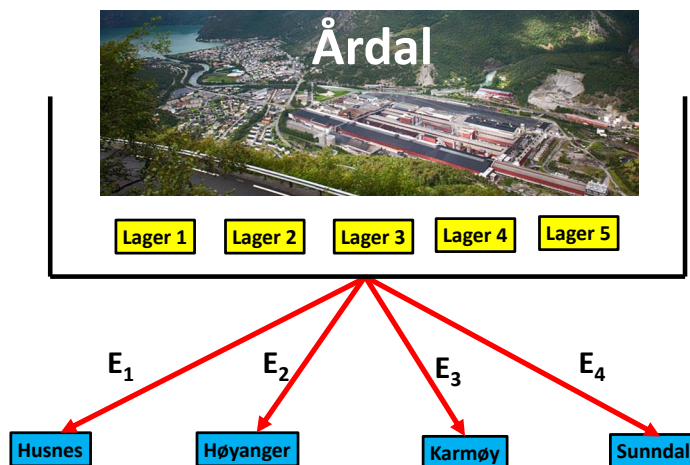 Årdal
Lager 1 Lager 2 Lager 3 Lager 4 Lager 5
E₁ E₂ E₃ E₄
Husnes Høyanger Karmøy Sunndal